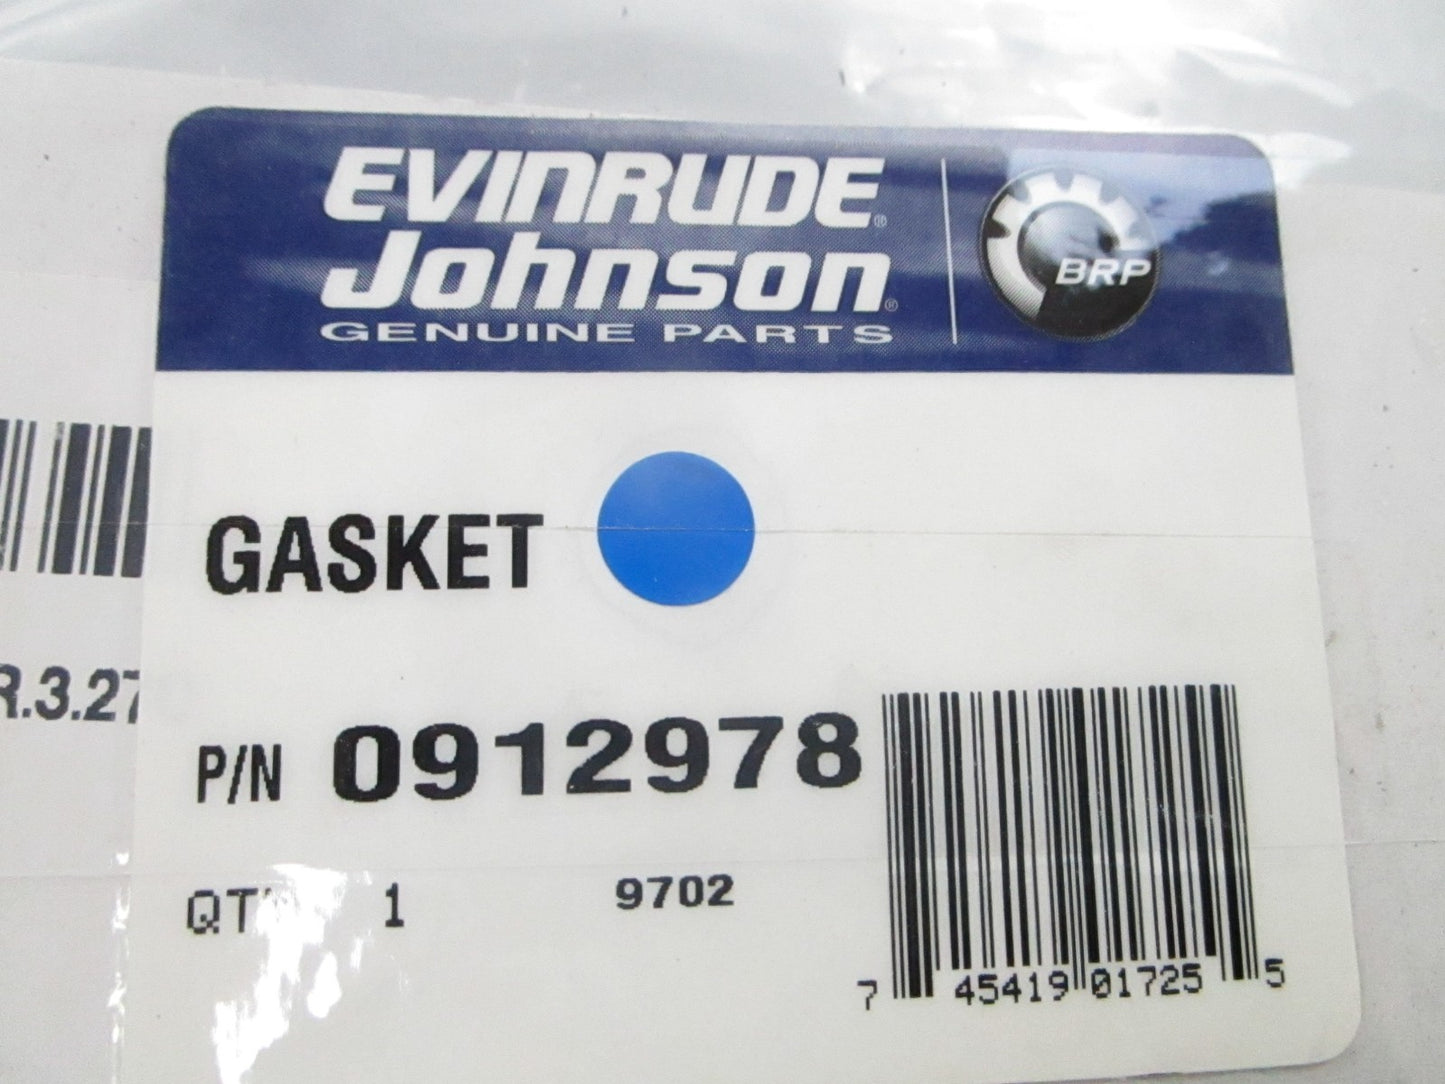 EVINRUDE®
Johnson®
GENUINE PARTS
BRP
GASKET
R.3.27
P/N 0912978
1 9702
7 45419 01725 5